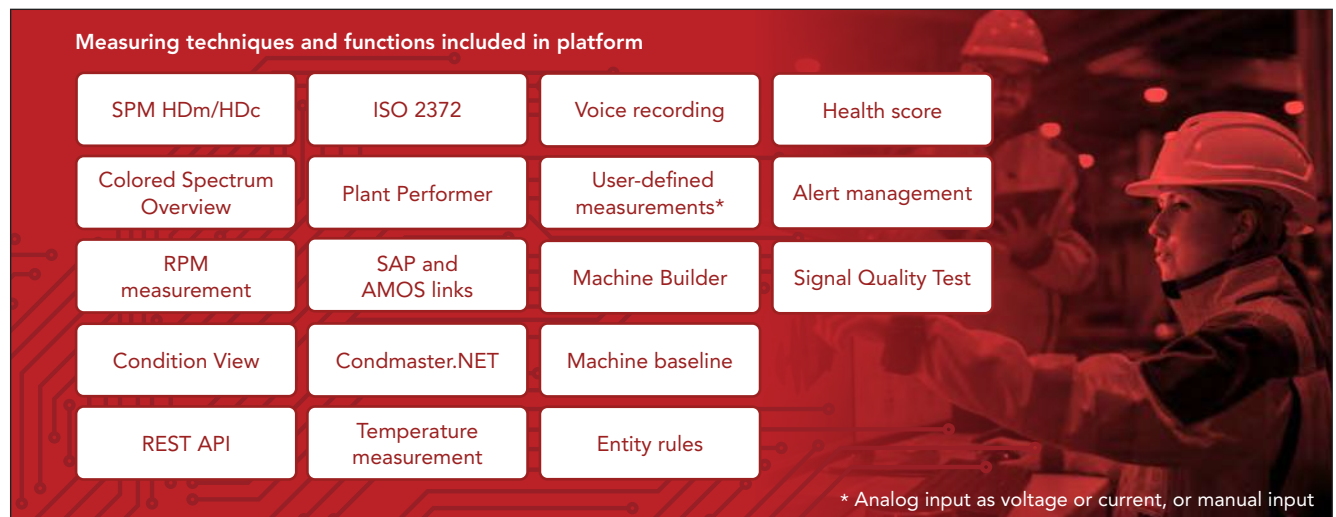 Measuring techniques and functions included in platform
SPM HDm/HDc
ISO 2372
Voice recording
Health score
Colored Spectrum
Overview
Plant Performer
User-defined
measurements*
Alert management
RPM
measurement
SAP and
AMOS links
Machine Builder
Signal Quality Test
Condition View
Condmaster.NET
Machine baseline
REST API
Temperature
measurement
Entity rules
* Analog input as voltage or current, or manual input